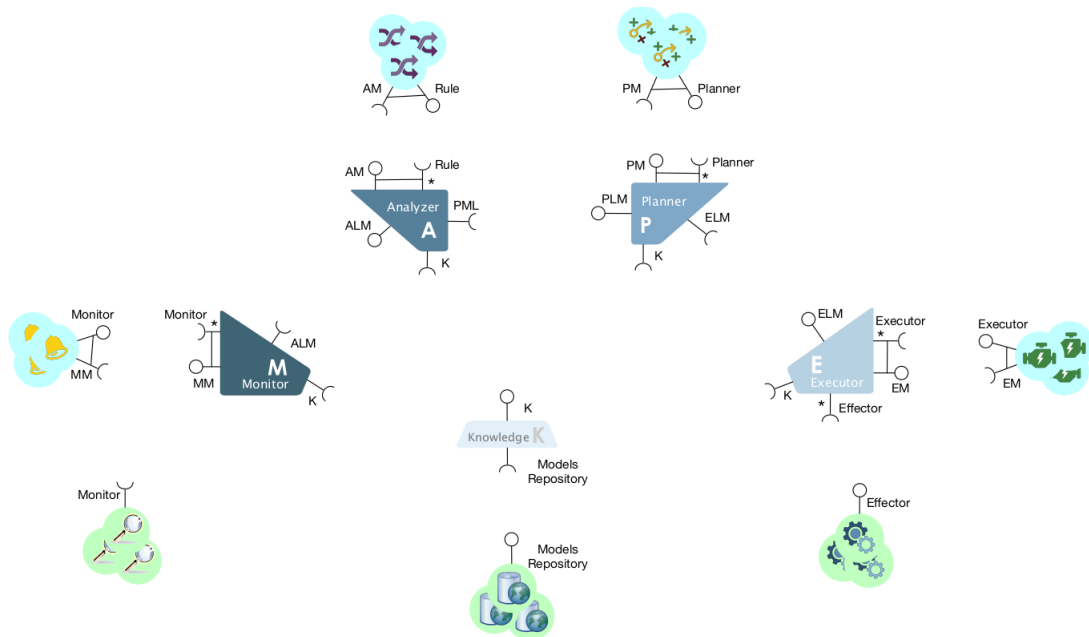 AM
Rule
PM
Planner
AM
Rule
*
Analyzer
A
PML
ALM
K
PM
Planner
*
PLM
Planner
P
ELM
K
Monitor
MM
Monitor
*
ALM
M
Monitor
MM
K
ELM
Executor
*
E
Executor
EM
K
*
Effector
Executor
EM
K
Knowledge K
Models
Repository
Monitor
Effector
Models
Repository